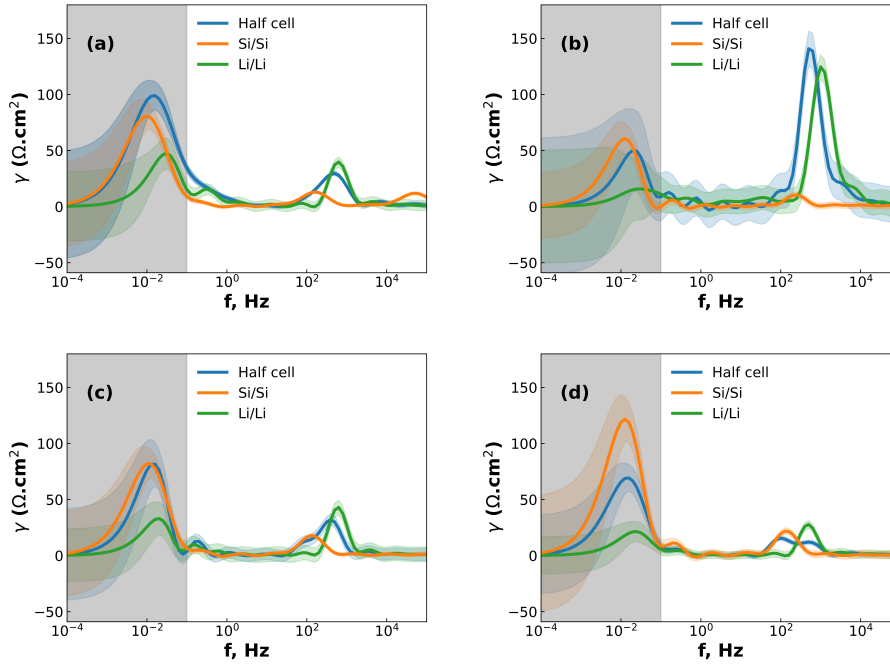 (a)
Half cell
Si/Si
Li/Li
150
100
50
0
−50
γ (Ω.cm²)
10⁻⁴ 10⁻² 10⁰ 10² 10⁴
f, Hz
(b)
Half cell
Si/Si
Li/Li
150
100
50
0
−50
γ (Ω.cm²)
10⁻⁴ 10⁻² 10⁰ 10² 10⁴
f, Hz
(c)
Half cell
Si/Si
Li/Li
150
100
50
0
−50
γ (Ω.cm²)
10⁻⁴ 10⁻² 10⁰ 10² 10⁴
f, Hz
(d)
Half cell
Si/Si
Li/Li
150
100
50
0
−50
γ (Ω.cm²)
10⁻⁴ 10⁻² 10⁰ 10² 10⁴
f, Hz